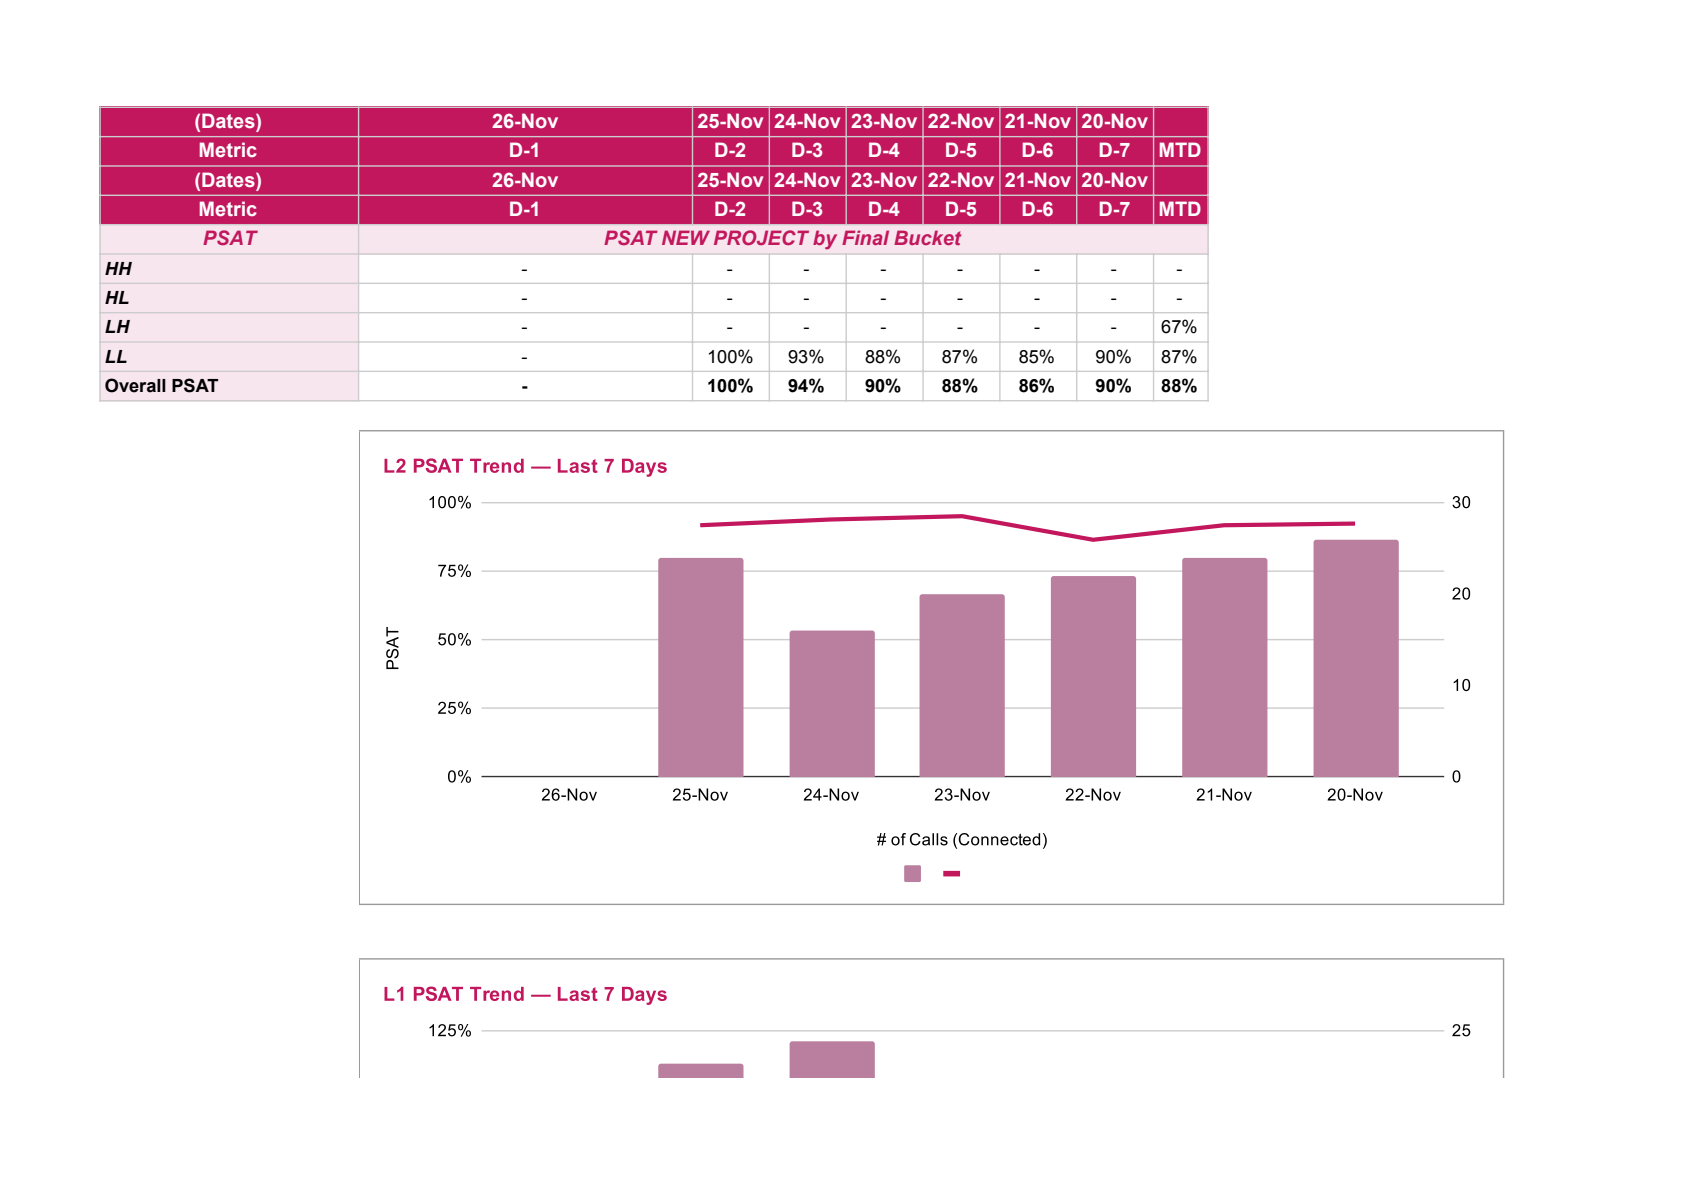 (Dates) 26-Nov 25-Nov 24-Nov 23-Nov 22-Nov 21-Nov 20-Nov
Metric D-1 D-2 D-3 D-4 D-5 D-6 D-7 MTD
(Dates) 26-Nov 25-Nov 24-Nov 23-Nov 22-Nov 21-Nov 20-Nov
Metric D-1 D-2 D-3 D-4 D-5 D-6 D-7 MTD
PSAT PSAT NEW PROJECT by Final Bucket
HH - - - - - - - -
HL - - - - - - - -
LH - - - - - - - 67%
LL - 100% 93% 88% 87% 85% 90% 87%
Overall PSAT - 100% 94% 90% 88% 86% 90% 88%
L2 PSAT Trend — Last 7 Days
100% 30
75%
20
50%
PSAT
10
25%
0% 0
26-Nov 25-Nov 24-Nov 23-Nov 22-Nov 21-Nov 20-Nov
# of Calls (Connected)
L1 PSAT Trend — Last 7 Days
125% 25